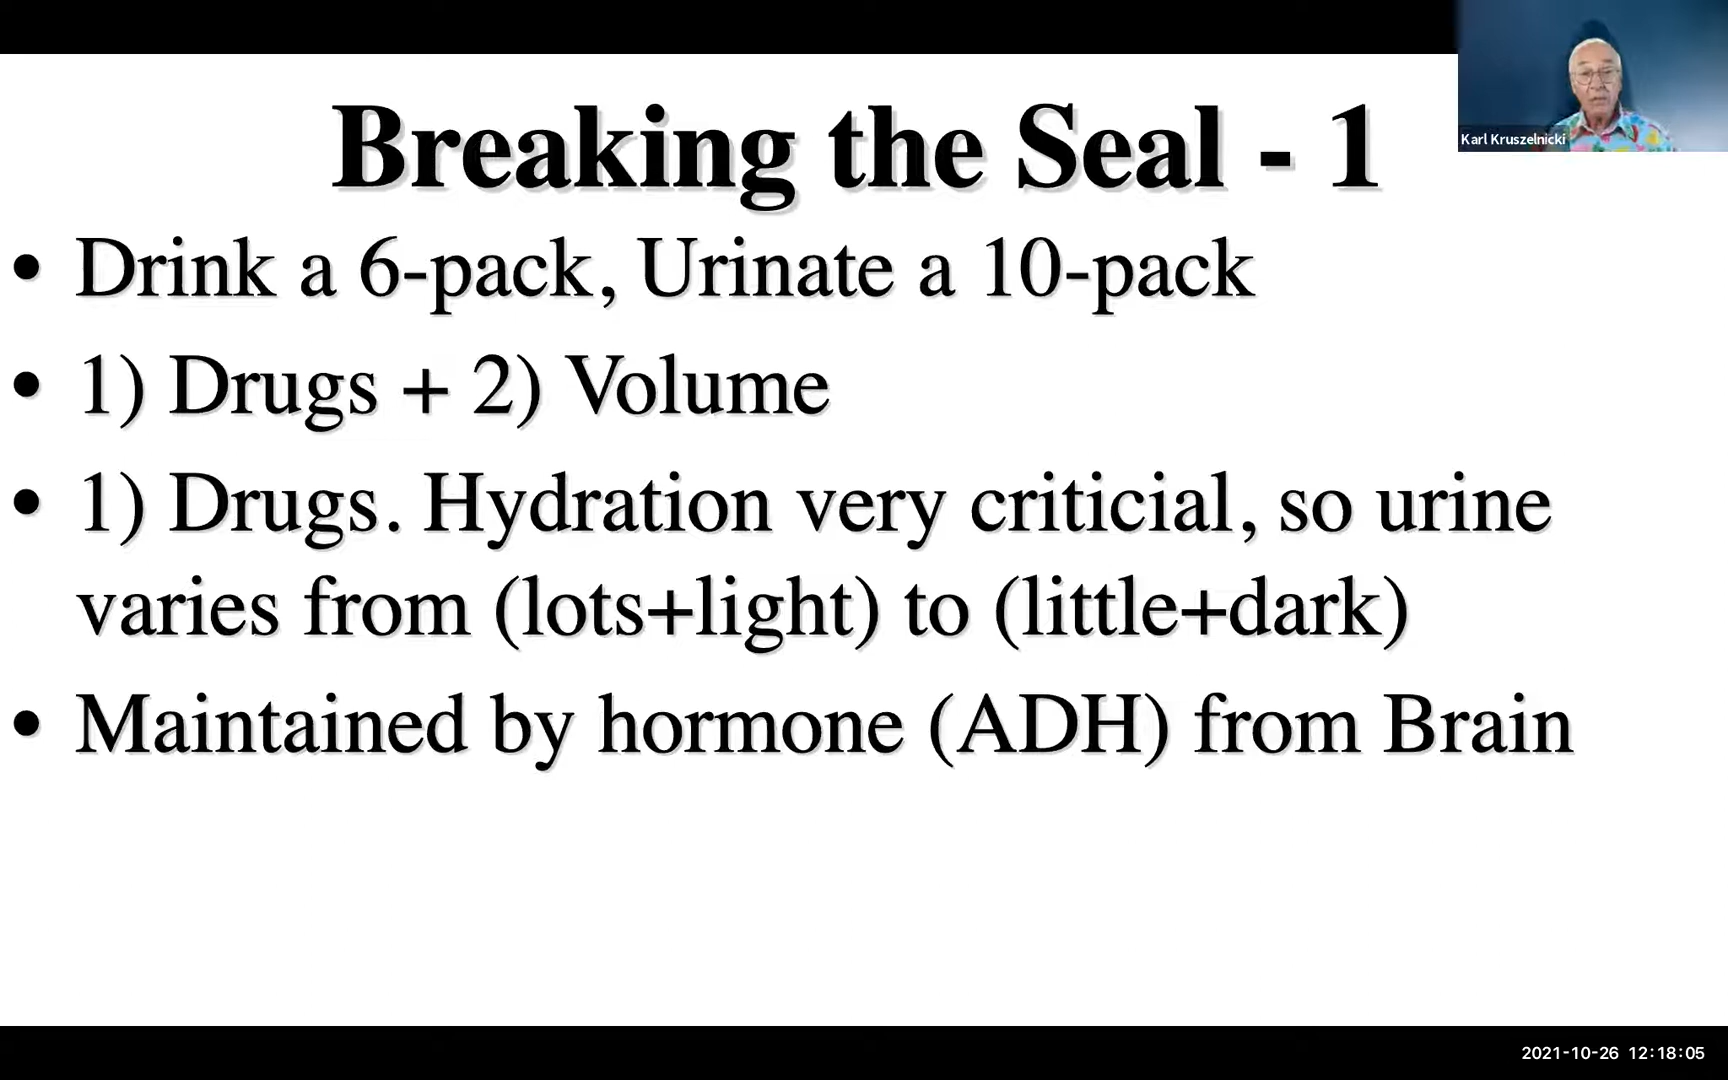 Breaking the Seal - 1
Karl Kruszelnicki
• Drink a 6-pack, Urinate a 10-pack
• 1) Drugs + 2) Volume
• 1) Drugs. Hydration very criticial, so urine
varies from (lots+light) to (little+dark)
• Maintained by hormone (ADH) from Brain
2021-10-26 12:18:05